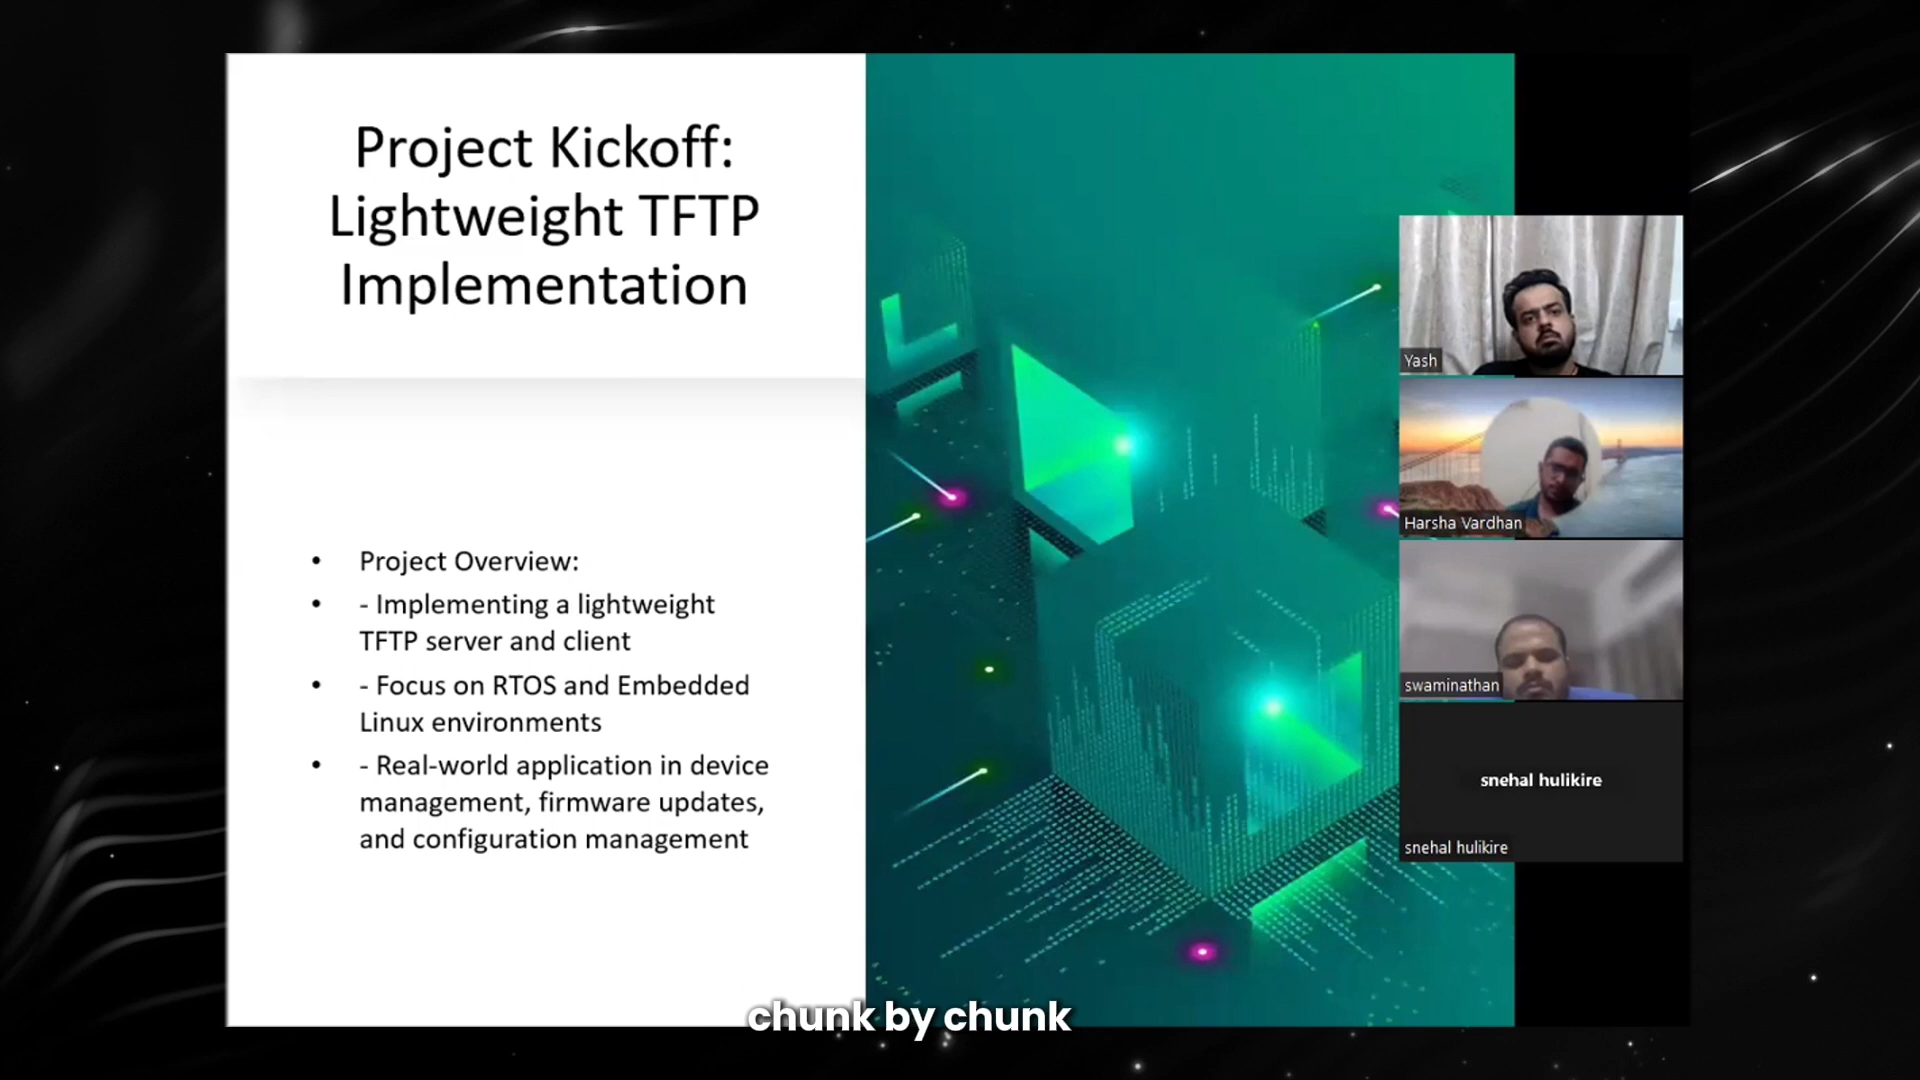 Project Kickoff:
Lightweight TFTP
Implementation
• Project Overview:
• - Implementing a lightweight
TFTP server and client
• - Focus on RTOS and Embedded
Linux environments
• - Real-world application in device
management, firmware updates,
and configuration management
Yash
Harsha Vardhan
swaminathan
snehal hulikire
snehal hulikire
chunk by chunk